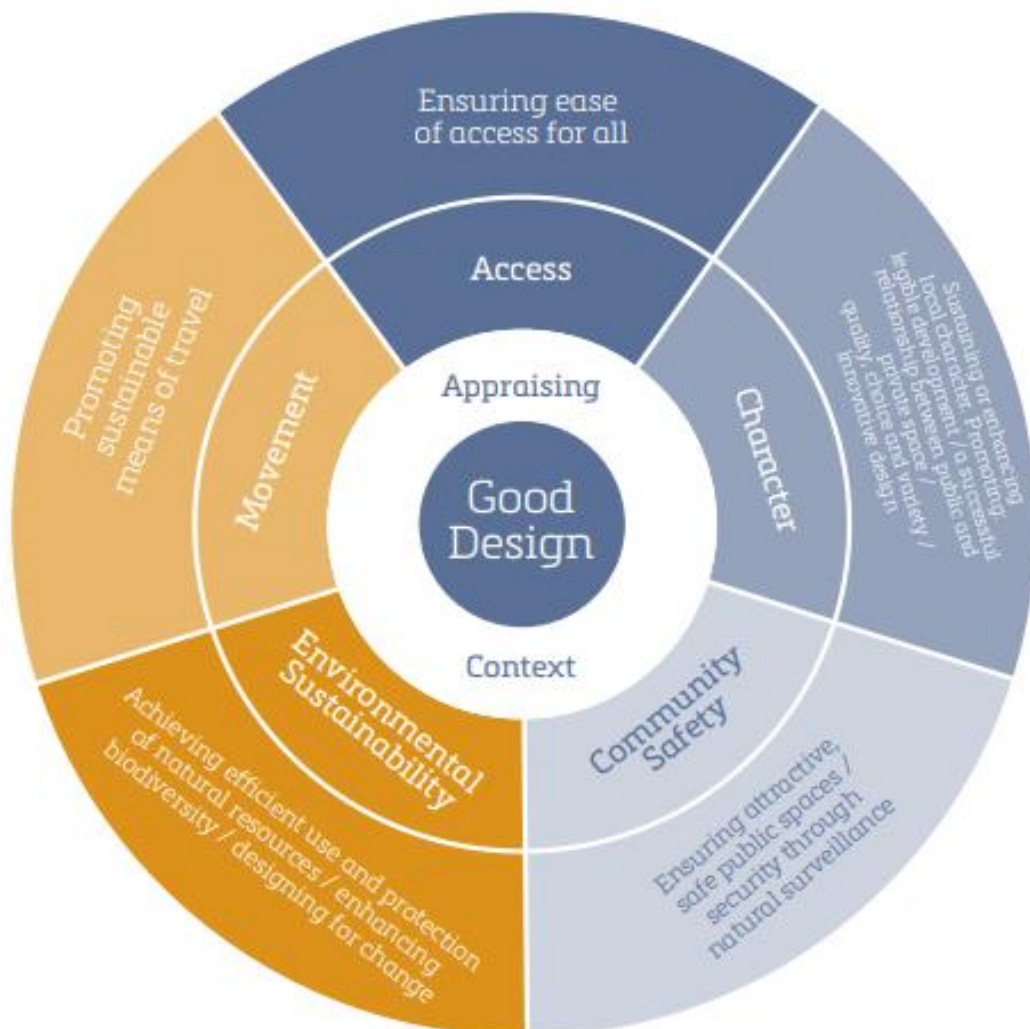 Ensuring ease
of access for all
Access
Sustaining or enhancing
local character. Promoting:
legible development / a successful
relationship between public and
private space /
quality, choice and variety /
innovative design
Character
Ensuring attractive,
safe public spaces /
security through
natural surveillance
Community
Safety
Achieving efficient use and protection
of natural resources / enhancing
biodiversity / designing for change
Environmental
Sustainability
Promoting
sustainable
means of travel
Movement
Appraising
Good
Design
Context